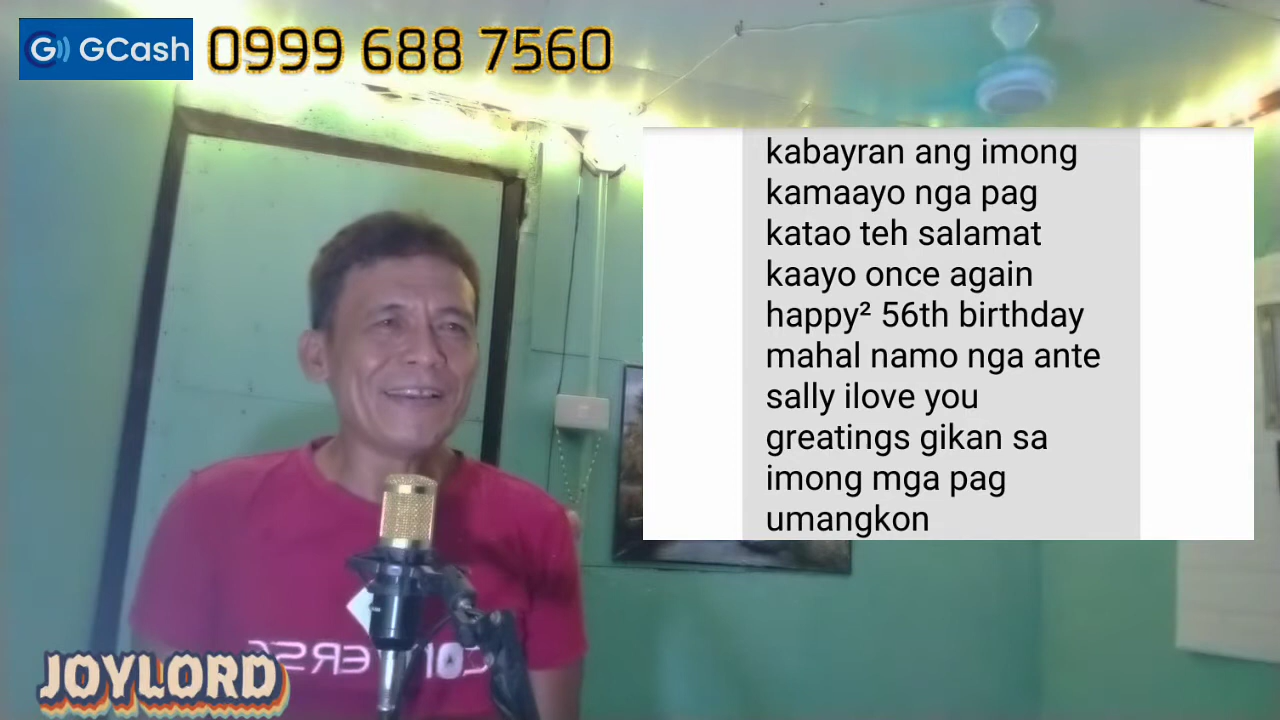 GCash 0999 688 7560
kabayran ang imong
kamaayo nga pag
katao teh salamat
kaayo once again
happy² 56th birthday
mahal namo nga ante
sally ilove you
greatings gikan sa
imong mga pag
umangkon
JOYLORD